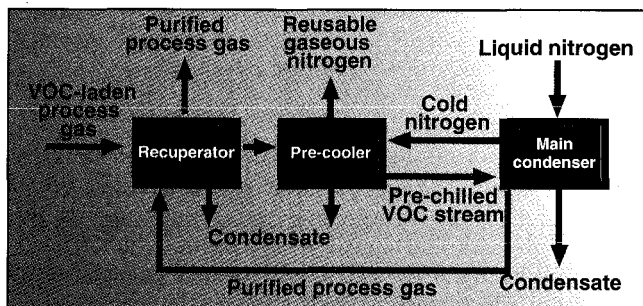 Purified
process gas
Reusable
gaseous
nitrogen
Liquid nitrogen
VOC-laden
process
gas
Cold
nitrogen
Recuperator
Pre-cooler
Main
condenser
Pre-chilled
VOC stream
Condensate
Condensate
Purified process gas